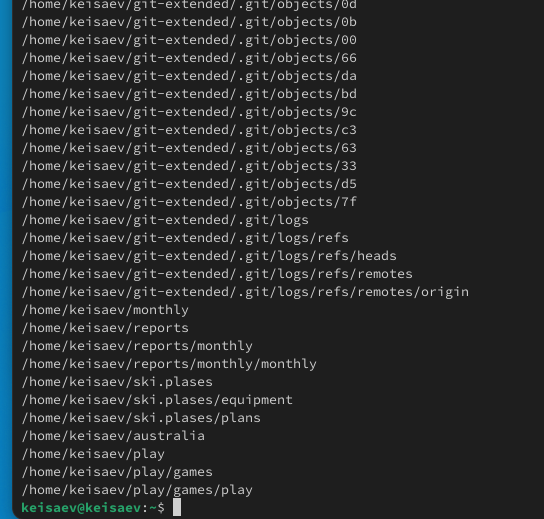 /home/keisaev/git-extended/.git/objects/0d
/home/keisaev/git-extended/.git/objects/0b
/home/keisaev/git-extended/.git/objects/00
/home/keisaev/git-extended/.git/objects/66
/home/keisaev/git-extended/.git/objects/da
/home/keisaev/git-extended/.git/objects/bd
/home/keisaev/git-extended/.git/objects/9c
/home/keisaev/git-extended/.git/objects/c3
/home/keisaev/git-extended/.git/objects/63
/home/keisaev/git-extended/.git/objects/33
/home/keisaev/git-extended/.git/objects/d5
/home/keisaev/git-extended/.git/objects/7f
/home/keisaev/git-extended/.git/logs
/home/keisaev/git-extended/.git/logs/refs
/home/keisaev/git-extended/.git/logs/refs/heads
/home/keisaev/git-extended/.git/logs/refs/remotes
/home/keisaev/git-extended/.git/logs/refs/remotes/origin
/home/keisaev/monthly
/home/keisaev/reports
/home/keisaev/reports/monthly
/home/keisaev/reports/monthly/monthly
/home/keisaev/ski.plases
/home/keisaev/ski.plases/equipment
/home/keisaev/ski.plases/plans
/home/keisaev/australia
/home/keisaev/play
/home/keisaev/play/games
/home/keisaev/play/games/play
keisaev@keisaev:~$